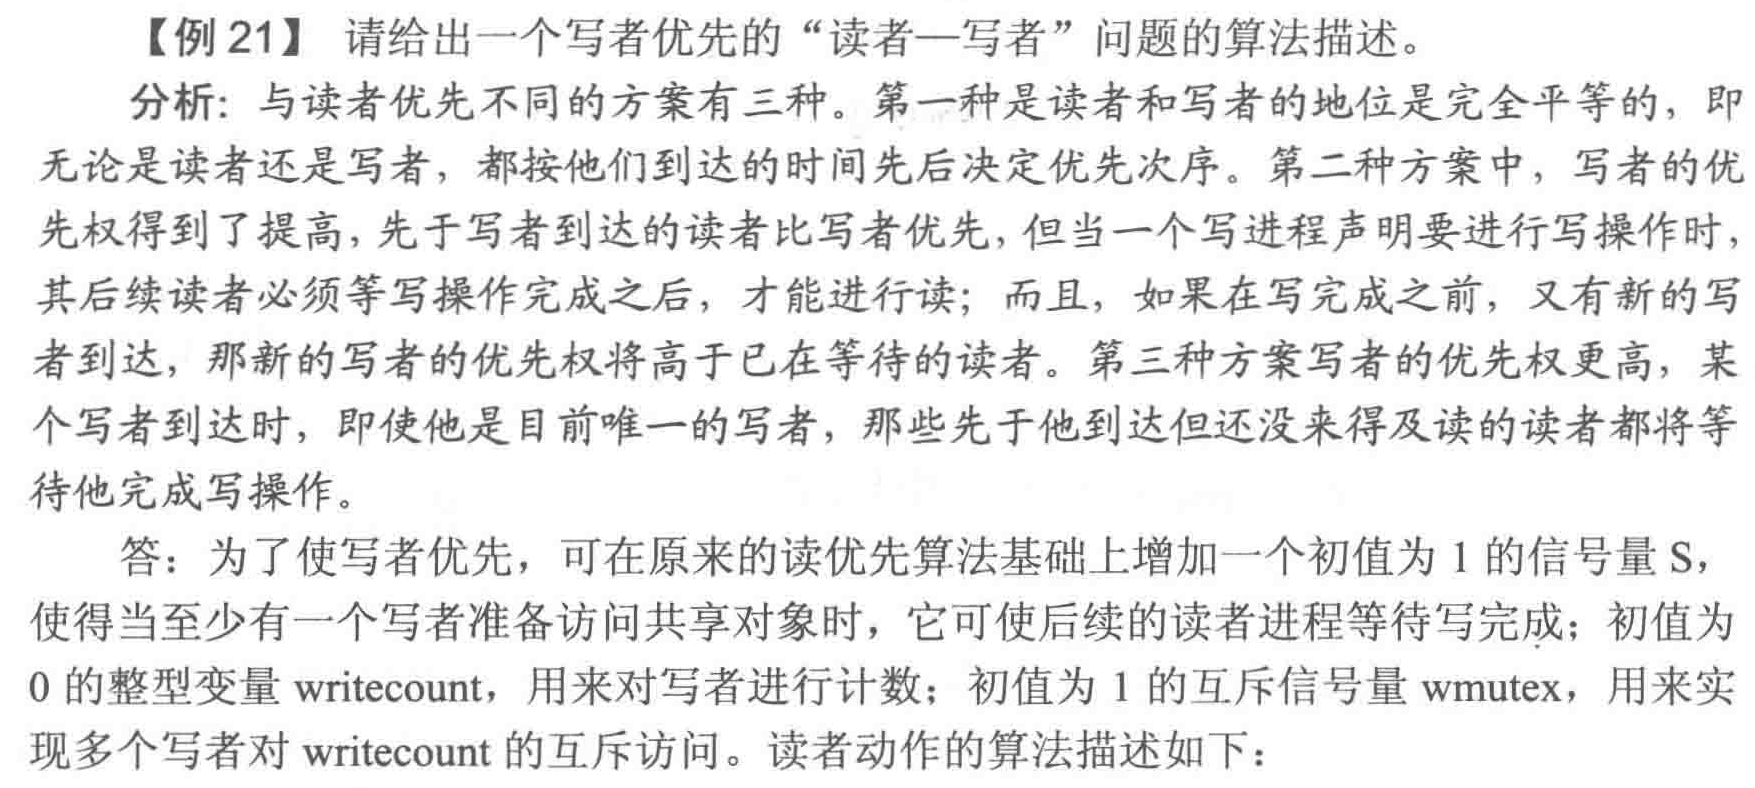 【例 21】 请给出一个写者优先的“读者—写者”问题的算法描述。
分析：与读者优先不同的方案有三种。第一种是读者和写者的地位是完全平等的，即
无论是读者还是写者，都按他们到达的时间先后决定优先次序。第二种方案中，写者的优
先权得到了提高，先于写者到达的读者比写者优先，但当一个写进程声明要进行写操作时，
其后续读者必须等写操作完成之后，才能进行读；而且，如果在写完成之前，又有新的写
者到达，那新的写者的优先权将高于已在等待的读者。第三种方案写者的优先权更高，某
个写者到达时，即使他是目前唯一的写者，那些先于他到达但还没来得及读的读者都将等
待他完成写操作。
答：为了使写者优先，可在原来的读优先算法基础上增加一个初值为 1 的信号量 S，
使得当至少有一个写者准备访问共享对象时，它可使后续的读者进程等待写完成；初值为
0 的整型变量 writecount，用来对写者进行计数；初值为 1 的互斥信号量 wmutex，用来实
现多个写者对 writecount 的互斥访问。读者动作的算法描述如下：